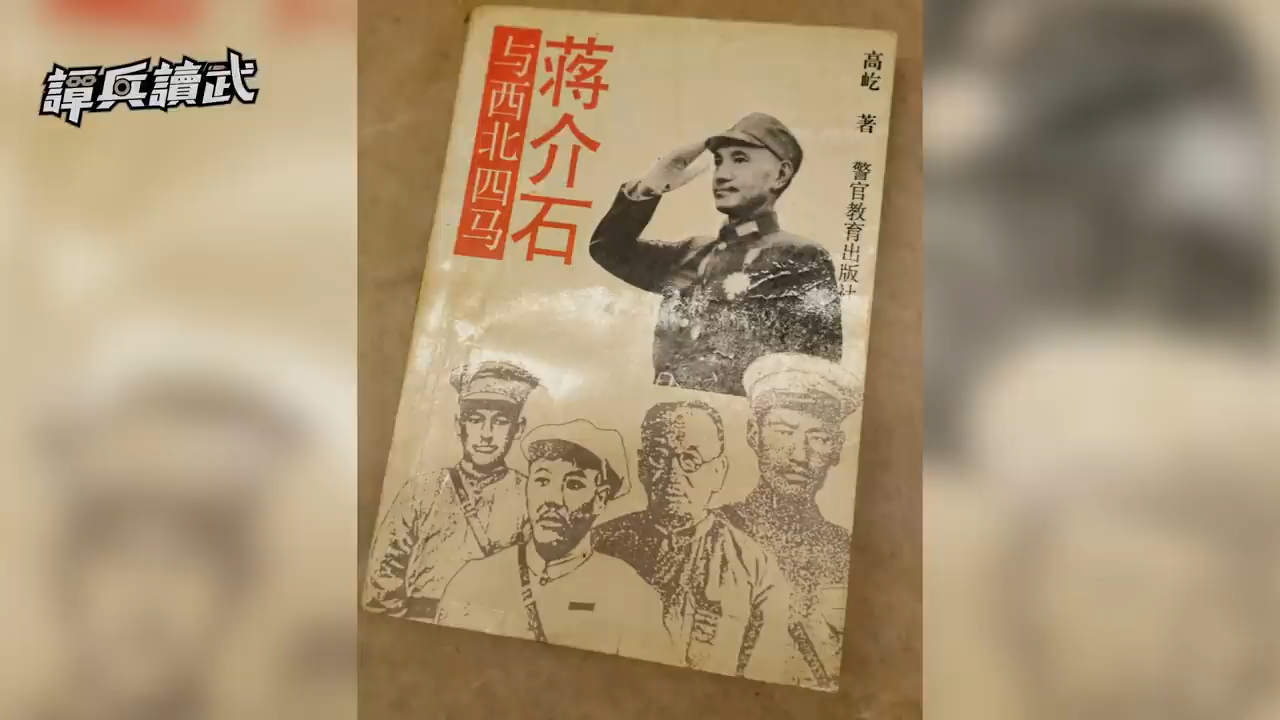 譚兵讀武
蒋介石
与西北四马
高屹 著
警官教育出版社